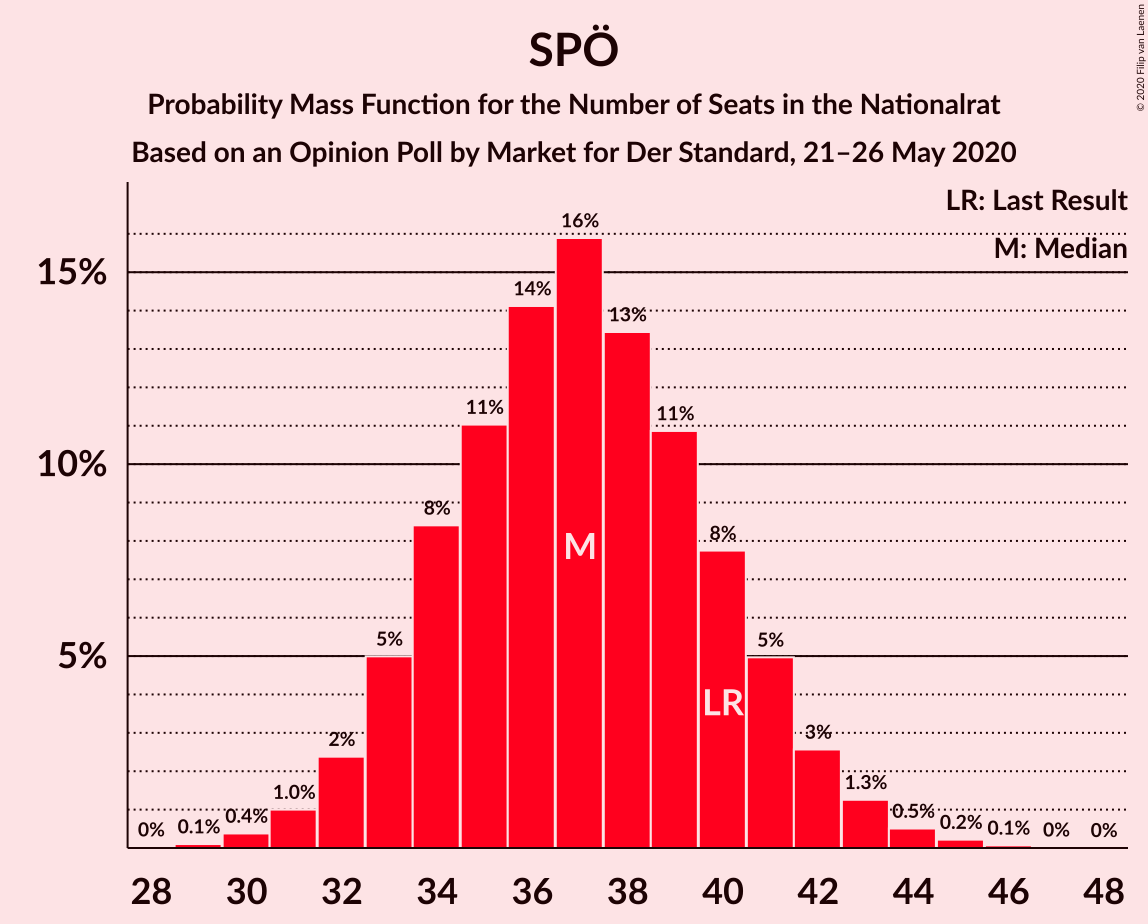 SPÖ
Probability Mass Function for the Number of Seats in the Nationalrat
Based on an Opinion Poll by Market for Der Standard, 21–26 May 2020
© 2020 Filip van Laenen
LR: Last Result
M: Median
15%
10%
5%
0%
0.1%
0.4%
1.0%
2%
5%
8%
11%
14%
16%
13%
11%
8%
5%
3%
1.3%
0.5%
0.2%
0.1%
0%
0%
M
LR
28 30 32 34 36 38 40 42 44 46 48